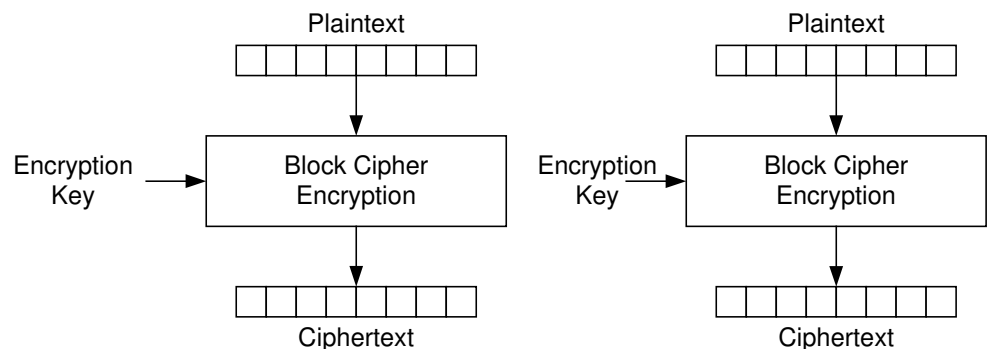 Plaintext
Encryption
Key
Block Cipher
Encryption
Ciphertext
Plaintext
Encryption
Key
Block Cipher
Encryption
Ciphertext